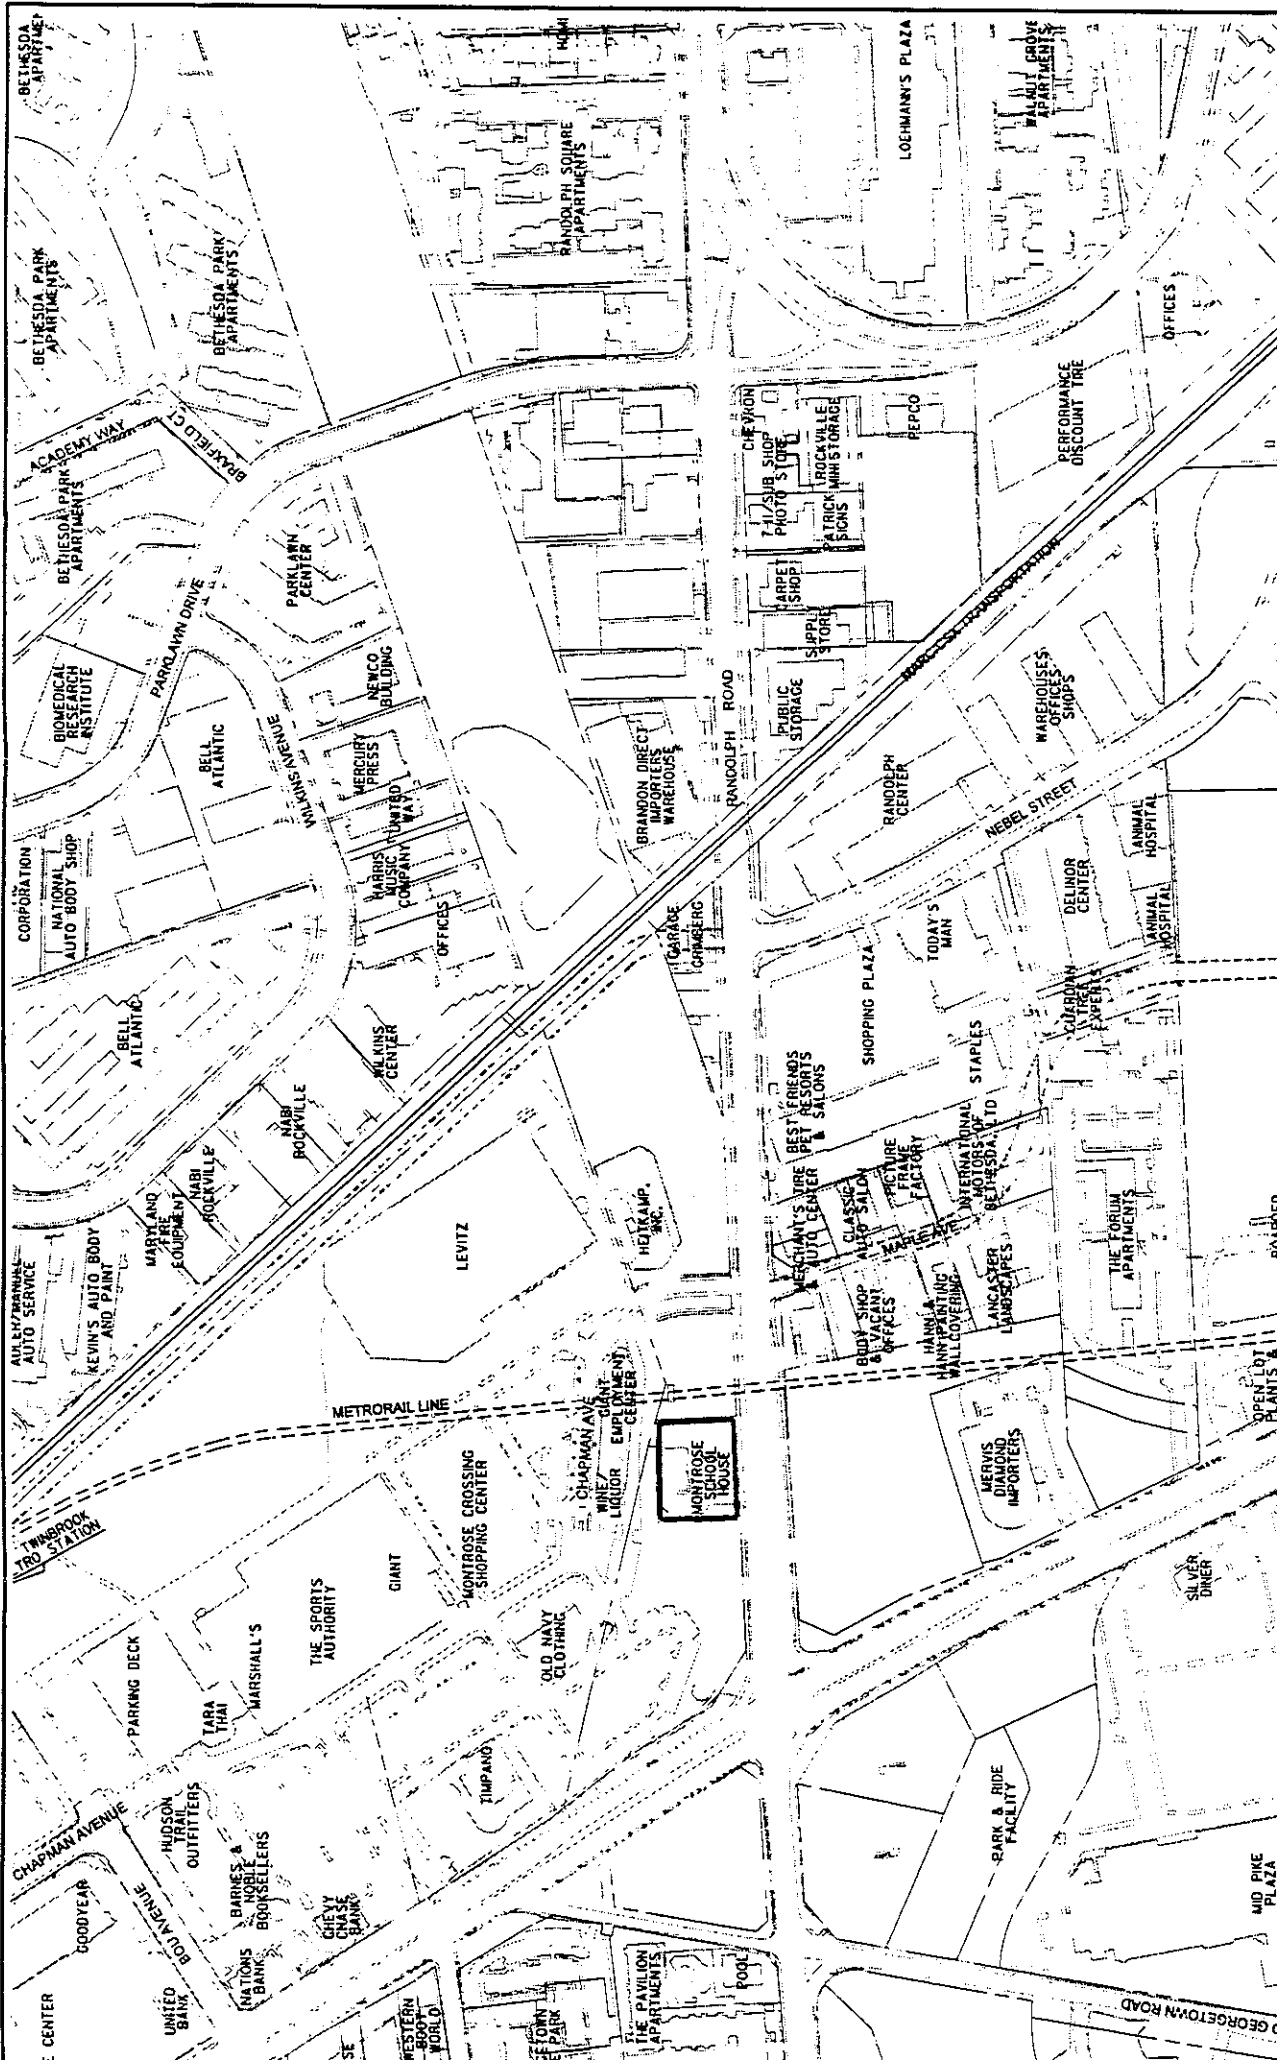 BETHESDA
BETHESDA PARK
APARTMENTS
BETHESDA PARK
APARTMENTS
BETHESDA PARK
APARTMENTS
BRAXFIELD CT
PARKLAWN DRIVE
PARKLAWN
CENTER
BIOMEDICAL
RESEARCH
INSTITUTE
BELL
ATLANTIC
WILKINS AVENUE
NEWCO
BUILDING
MERCURY
PRESS
UNITED
WAY
HARRIS
MUSIC
COMPANY
OFFICES
CORPORATION
NATIONAL
AUTO BODY SHOP
BELL
ATLANTIC
WILKINS
CENTER
NABI
ROCKVILLE
NABI
ROCKVILLE
MARYLAND
FIRE
EQUIPMENT
KEVIN'S AUTO BODY
AND PAINT
AUTO SERVICE
RANDOLPH SQUARE
APARTMENTS
LOEHMANN'S PLAZA
WALNUT GROVE
APARTMENTS
OFFICES
PERFORMANCE
DISCOUNT TIRE
PEPCO
CHEVRON
7-11/SUB SHOP
PHOTO STORE
ROCKVILLE
MINI STORAGE
PATRICK
SIGNS
CARPET
SHOP
SUPPLY
STORE
PUBLIC
STORAGE
RANDOLPH ROAD
RANDOLPH
BRANDON DIRECT
IMPORTERS
WAREHOUSE
MARC-CSX TRANSPORTATION
WAREHOUSES
OFFICES
SHOPS
RANDOLPH
CENTER
NEBEL STREET
ANIMAL
HOSPITAL
ANIMAL
HOSPITAL
DELINOR
CENTER
TODAY'S
MAN
SHOPPING PLAZA
GUARDIAN
TREE
EXPERTS
STAPLES
GARAGE
GRIMBERG
BEST FRIENDS
PET RESORTS
& SALONS
MERCHANT'S TIRE
& AUTO CENTER
CLASSIC
AUTO SALON
PICTURE
FRAME
FACTORY
INTERNATIONAL
MOTORS OF
BETHESDA, LTD
MAPLE AVE
BODY SHOP
& VACANT
OFFICES
HANN &
HANN PAINTING
WALLCOVERING
LANCASTER
LANDSCAPES
THE FORUM
APARTMENTS
LEVITZ
HUTKAMP.
INC.
METRORAIL LINE
TWINBROOK
TRO STATION
CHAPMAN AVE
GIANT
EMPLOYMENT
CENTER
WINE/
LIQUOR
MONTROSE
SCHOOL
HOUSE
MONTROSE CROSSING
SHOPPING CENTER
GIANT
THE SPORTS
AUTHORITY
MARSHALL'S
TARA
THAI
PARKING DECK
OLD NAVY
CLOTHING
TIMPANO
MERVIS
DIAMOND
IMPORTERS
OPEN LOT
PLANTS &
SILVER
DINER
PARK & RIDE
FACILITY
MID PIKE
PLAZA
GEORGETOWN ROAD
CHAPMAN AVENUE
GOODYEAR
BOU AVENUE
HUDSON
TRAIL
OUTFITTERS
BARNES &
NOBLE
BOOKSELLERS
CHEVY
CHASE
BANK
NATIONS
BANK
UNITED
BANK
CENTER
WESTERN
BOOT
WORLD
THE PAVILION
APARTMENTS
POOL